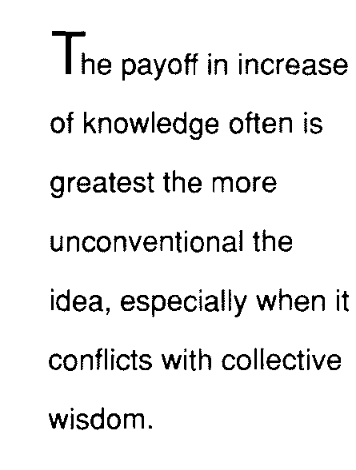 The payoff in increase
of knowledge often is
greatest the more
unconventional the
idea, especially when it
conflicts with collective
wisdom.